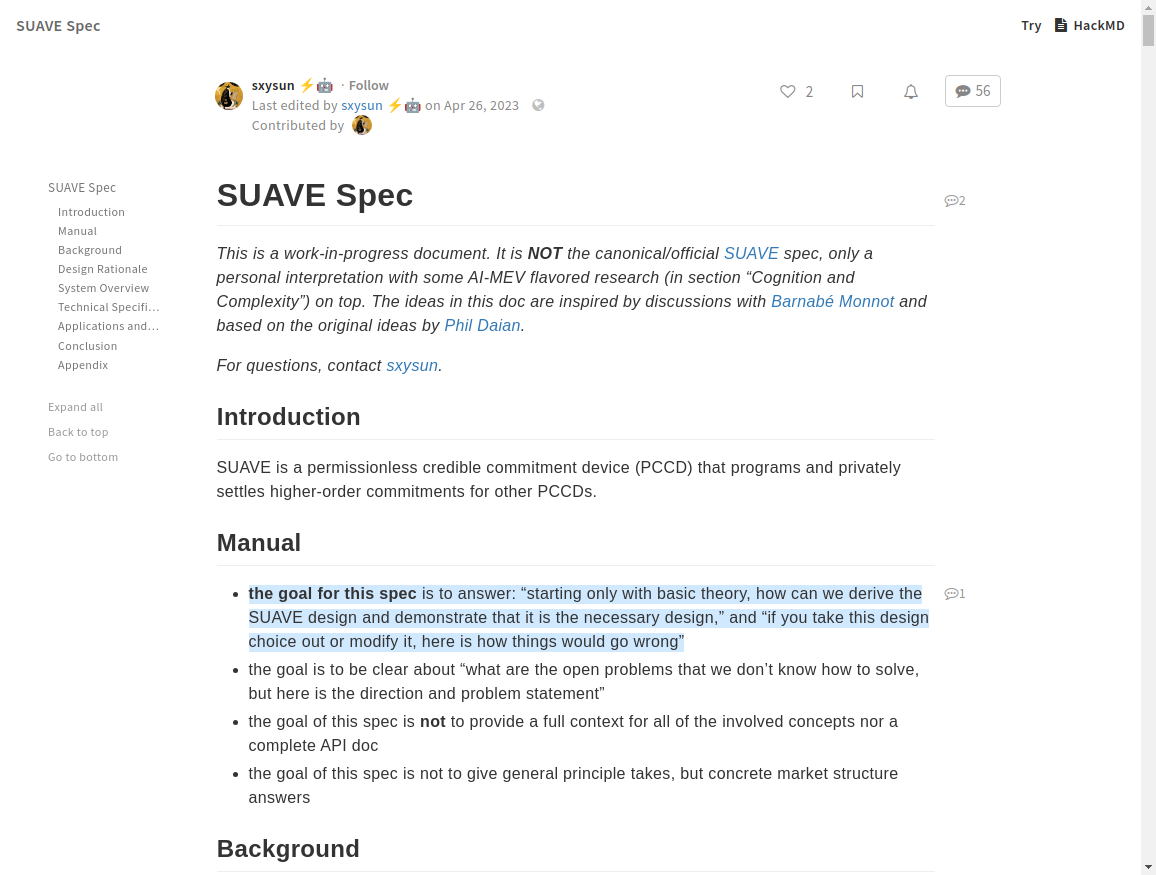 SUAVE Spec
Try HackMD
sxysun ⚡🤖 · Follow
Last edited by sxysun ⚡🤖 on Apr 26, 2023
Contributed by
2
56
SUAVE Spec
Introduction
Manual
Background
Design Rationale
System Overview
Technical Specifi…
Applications and…
Conclusion
Appendix
Expand all
Back to top
Go to bottom
SUAVE Spec
2
This is a work-in-progress document. It is NOT the canonical/official SUAVE spec, only a
personal interpretation with some AI-MEV flavored research (in section “Cognition and
Complexity”) on top. The ideas in this doc are inspired by discussions with Barnabé Monnot and
based on the original ideas by Phil Daian.
For questions, contact sxysun.
Introduction
SUAVE is a permissionless credible commitment device (PCCD) that programs and privately
settles higher-order commitments for other PCCDs.
Manual
• the goal for this spec is to answer: “starting only with basic theory, how can we derive the
SUAVE design and demonstrate that it is the necessary design,” and “if you take this design
choice out or modify it, here is how things would go wrong”
1
• the goal is to be clear about “what are the open problems that we don’t know how to solve,
but here is the direction and problem statement”
• the goal of this spec is not to provide a full context for all of the involved concepts nor a
complete API doc
• the goal of this spec is not to give general principle takes, but concrete market structure
answers
Background